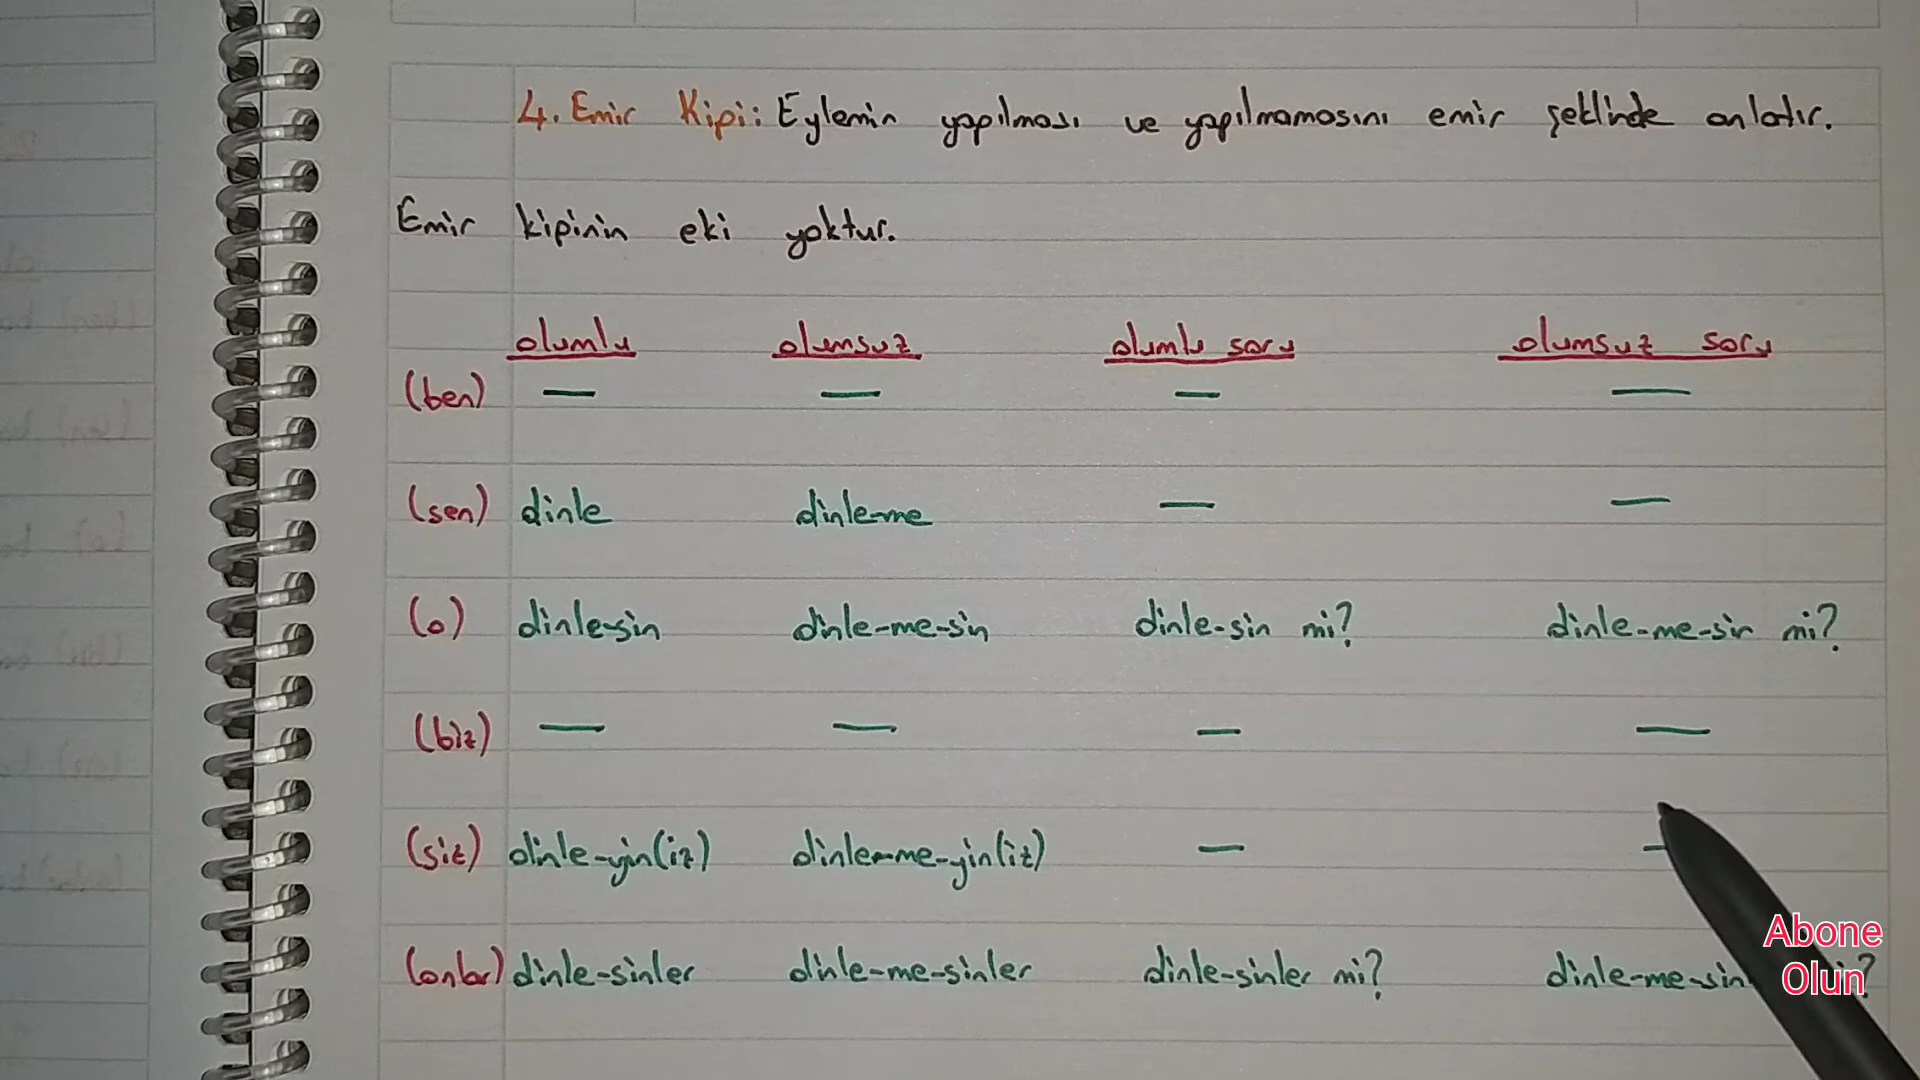 4. Emir Kipi: Eylemin yapılması ve yapılmamasını emir şeklinde anlatır.
Emir kipinin eki yoktur.
olumlu olumsuz olumlu soru olumsuz soru
(ben) — — — —
(sen) dinle dinle-me — —
(o) dinle-sin dinle-me-sin dinle-sin mi? dinle-me-sin mi?
(biz) — — — —
(siz) dinle-yin(iz) dinle-me-yin(iz) — —
(onlar) dinle-sinler dinle-me-sinler dinle-sinler mi?
Abone
Olun